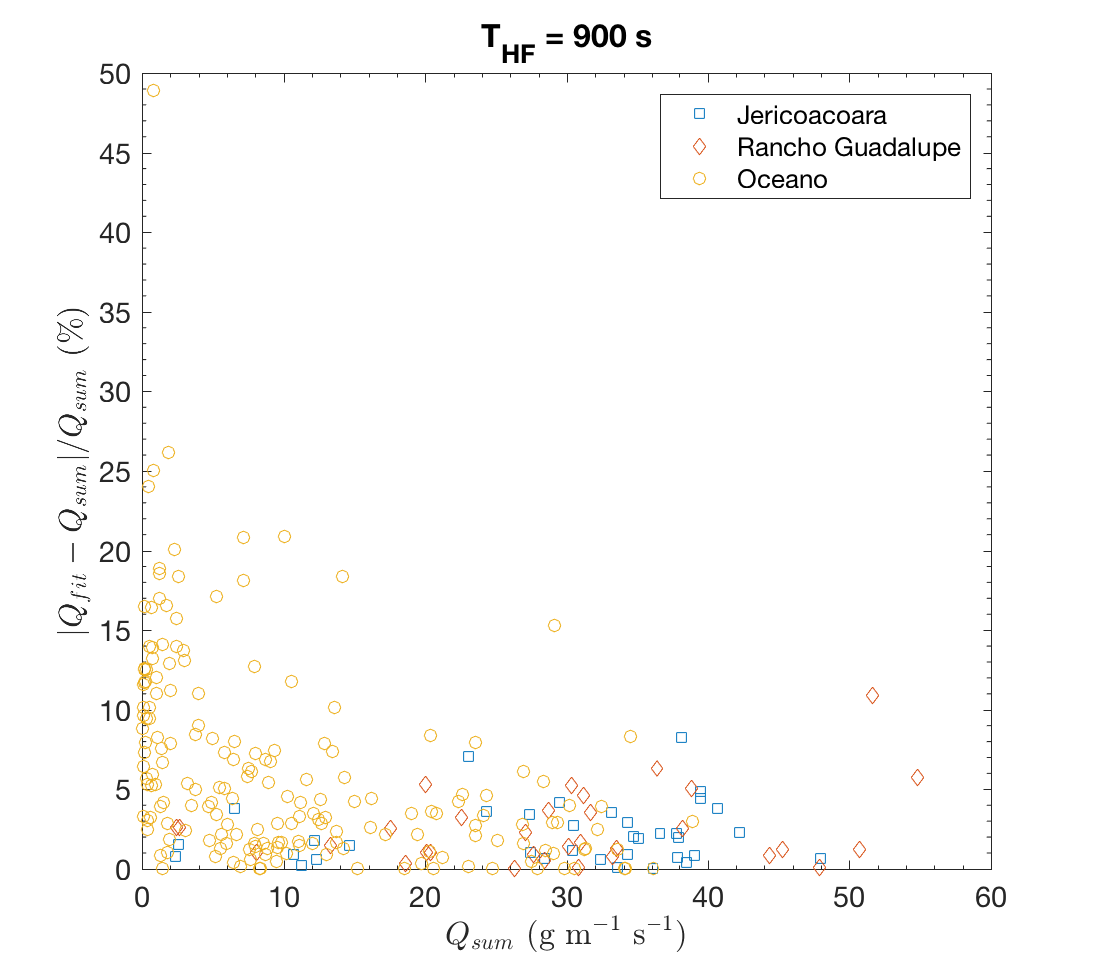 T_HF = 900 s
Jericoacoara
Rancho Guadalupe
Oceano
|Q_fit − Q_sum|/Q_sum (%)
50
45
40
35
30
25
20
15
10
5
0
0 10 20 30 40 50 60
Q_sum (g m⁻¹ s⁻¹)